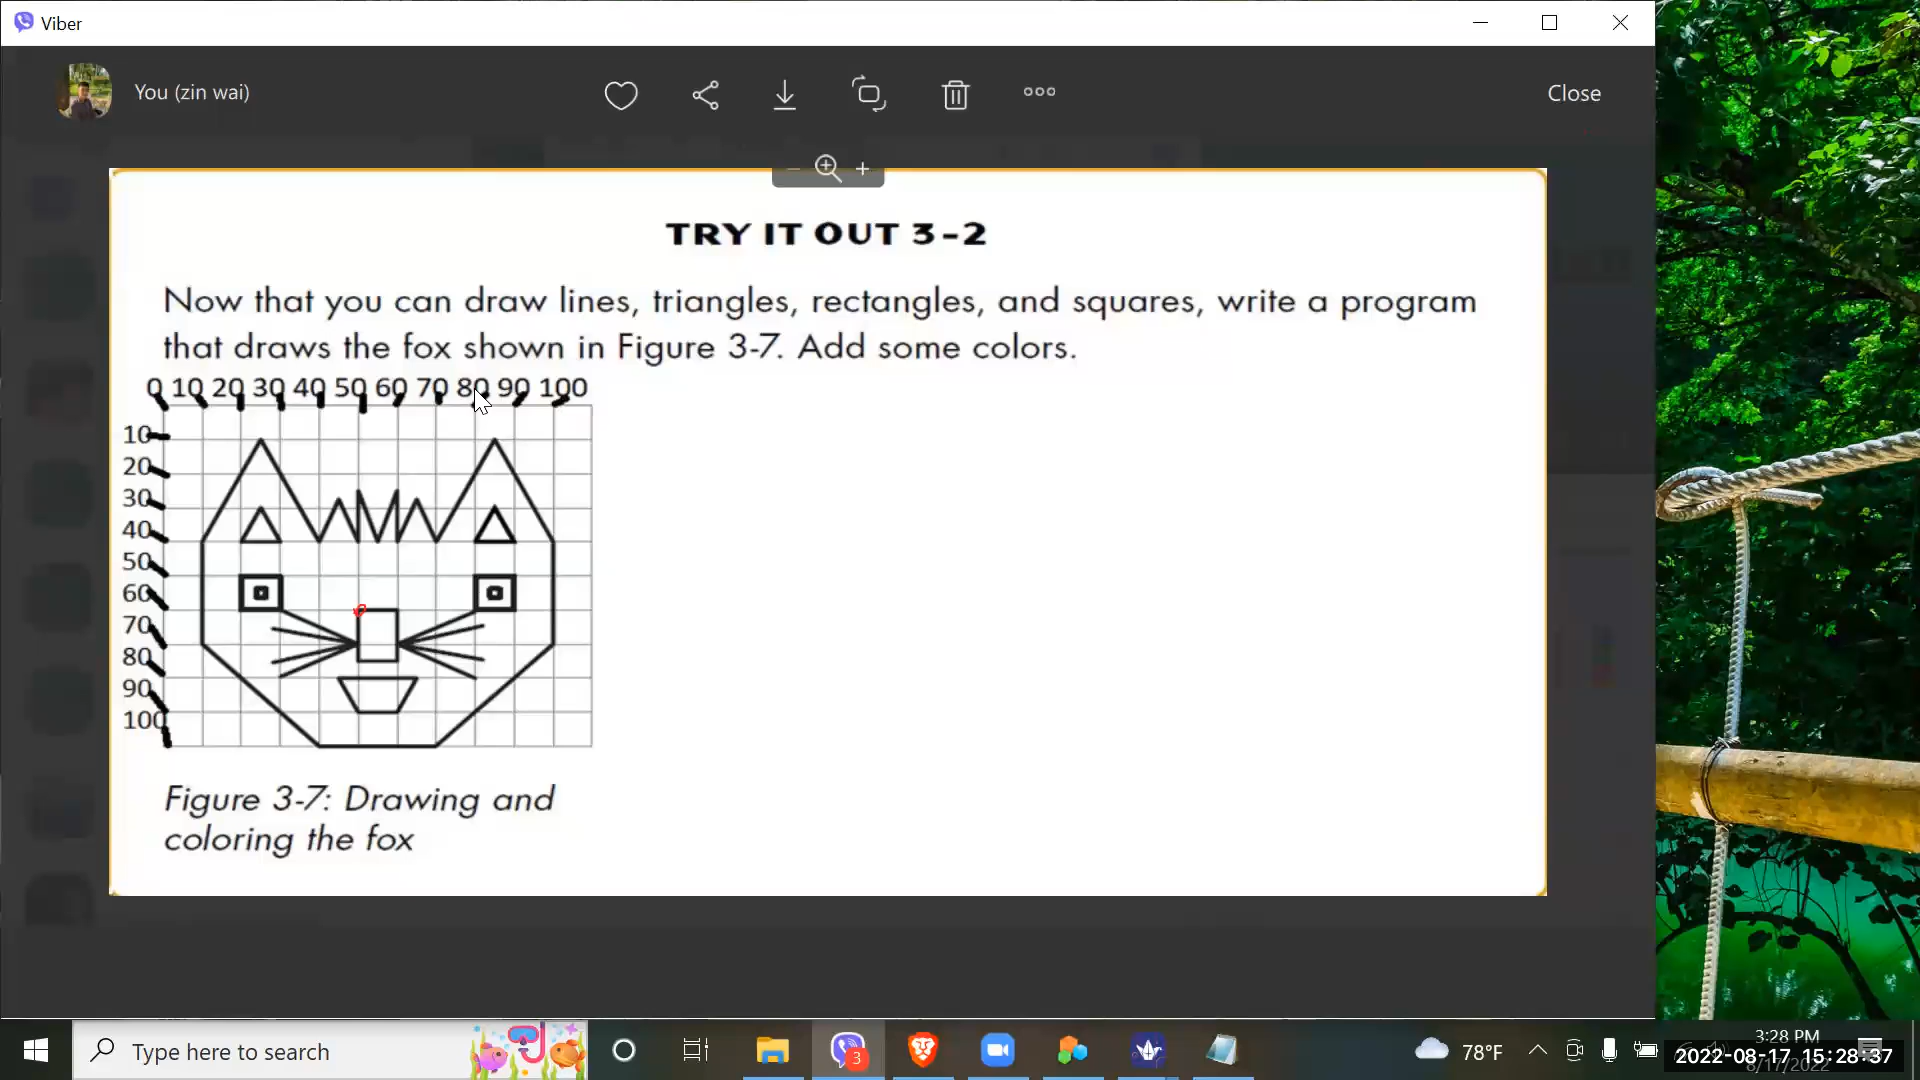 Viber
You (zin wai)
Close
TRY IT OUT 3-2
Now that you can draw lines, triangles, rectangles, and squares, write a program
that draws the fox shown in Figure 3-7. Add some colors.
0 10 20 30 40 50 60 70 80 90 100
10
20
30
40
50
60
70
80
90
100
Figure 3-7: Drawing and
coloring the fox
Type here to search
3
78°F
3:28 PM
2022-08-17 15:28:37
8/17/2022